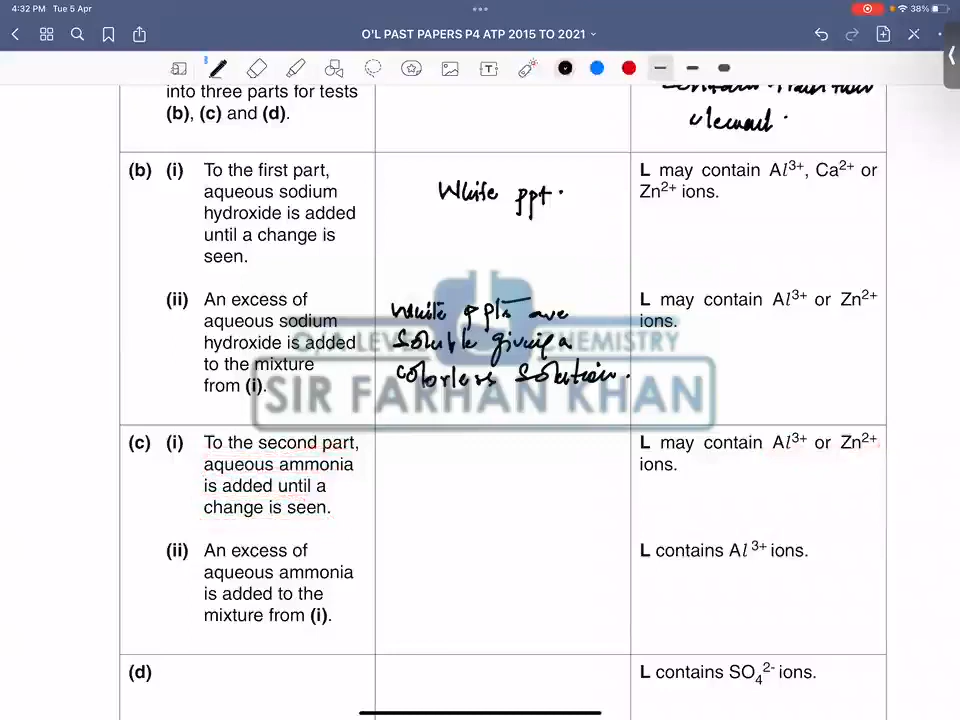 4:32 PM Tue 5 Apr
38%
O'L PAST PAPERS P4 ATP 2015 TO 2021
into three parts for tests
(b), (c) and (d).
element.
(b) (i) To the first part,
aqueous sodium
hydroxide is added
until a change is
seen.
White ppt.
L may contain Al³⁺, Ca²⁺ or
Zn²⁺ ions.
(ii) An excess of
aqueous sodium
hydroxide is added
to the mixture
from (i).
White ppts are
soluble giving a
colorless solution.
L may contain Al³⁺ or Zn²⁺
ions.
O/A LEVEL CHEMISTRY
SIR FARHAN KHAN
(c) (i) To the second part,
aqueous ammonia
is added until a
change is seen.
L may contain Al³⁺ or Zn²⁺
ions.
(ii) An excess of
aqueous ammonia
is added to the
mixture from (i).
L contains Al³⁺ ions.
(d)
L contains SO₄²⁻ ions.